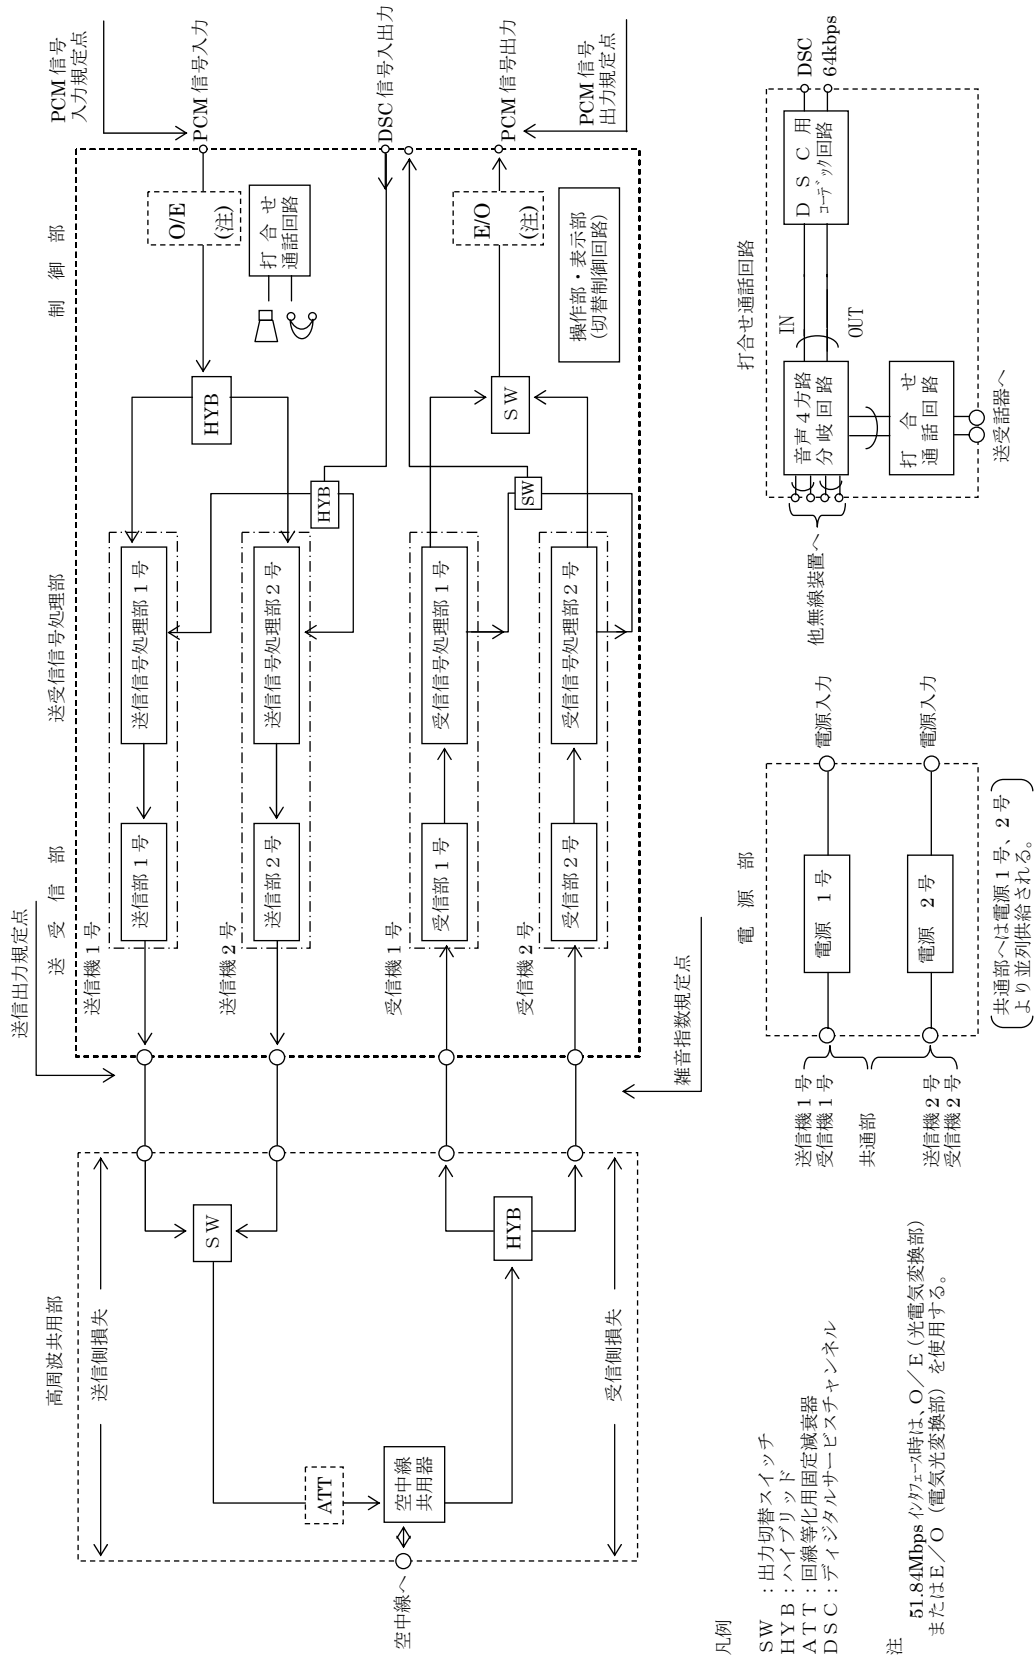 高周波共用部
送信側損失
受信側損失
空中線へ
空中線
共用器
ATT
SW
HYB
送信出力規定点
雑音指数規定点
送受信部
送受信信号処理部
制御部
送信機1号
送信部1号
送信信号処理部1号
送信機2号
送信部2号
送信信号処理部2号
受信機1号
受信部1号
受信信号処理部1号
受信機2号
受信部2号
受信信号処理部2号
HYB
HYB
SW
SW
O/E
(注)
打合せ
通話回路
E/O
(注)
操作部・表示部
(切替制御回路)
PCM信号
入力規定点
PCM信号入力
DSC信号入出力
PCM信号出力
PCM信号
出力規定点
凡例
SW:出力切替スイッチ
HYB:ハイブリッド
ATT:回線等化用固定減衰器
DSC:ディジタルサービスチャンネル
注
51.84Mbpsインタフェース時は、O/E(光電気変換部)
またはE/O(電気光変換部)を使用する。
電源部
送信機1号
受信機1号
共通部
送信機2号
受信機2号
電源 1号
電源 2号
電源入力
電源入力
共通部へは電源1号、2号
より並列供給される。
打合せ通話回路
他無線装置へ
音声4方路
分岐回路
IN
OUT
DSC用
コーデック回路
DSC
64kbps
打合せ
通話回路
送受話器へ